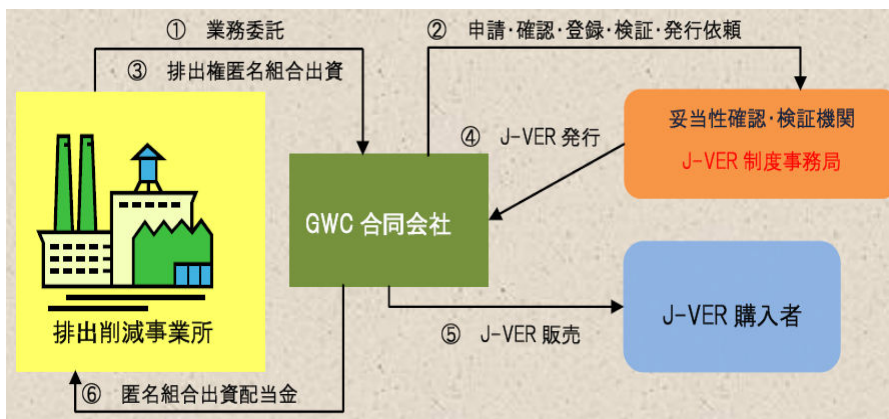 ① 業務委託
② 申請・確認・登録・検証・発行依頼
③ 排出権匿名組合出資
妥当性確認・検証機関
④ J-VER 発行
J-VER 制度事務局
GWC 合同会社
J-VER 購入者
排出削減事業所
⑤ J-VER 販売
⑥ 匿名組合出資配当金